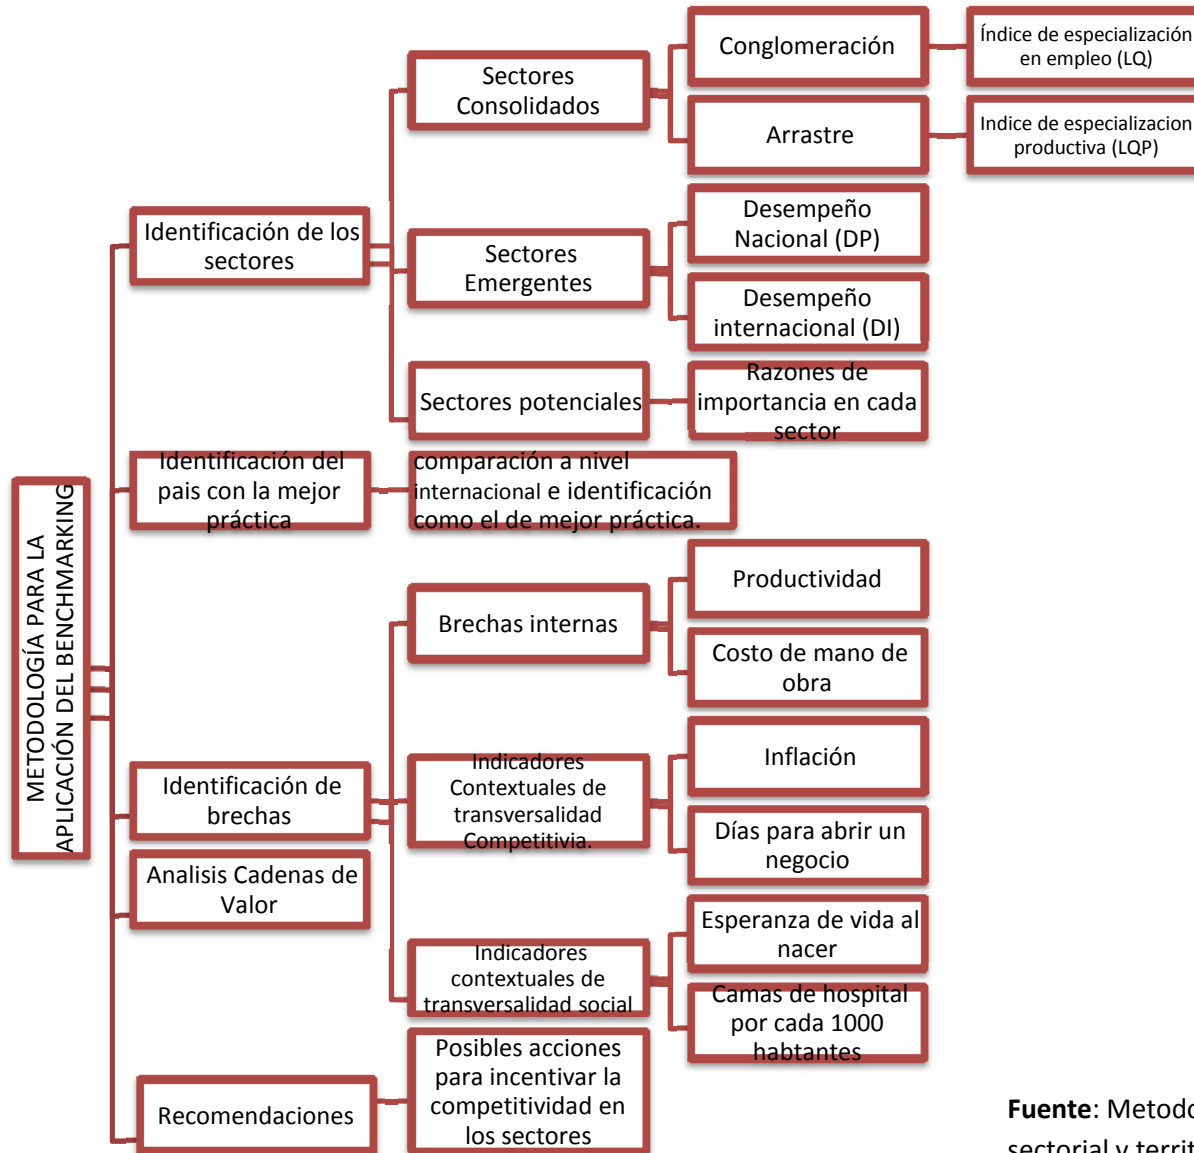 METODOLOGÍA PARA LA
APLICACIÓN DEL BENCHMARKING
Identificación de los
sectores
Sectores
Consolidados
Conglomeración
Índice de especialización
en empleo (LQ)
Arrastre
Indice de especializacion
productiva (LQP)
Sectores
Emergentes
Desempeño
Nacional (DP)
Desempeño
internacional (DI)
Sectores potenciales
Razones de
importancia en cada
sector
Identificación del
pais con la mejor
práctica
comparación a nivel
internacional e identificación
como el de mejor práctica.
Identificación de
brechas
Brechas internas
Productividad
Costo de mano de
obra
Indicadores
Contextuales de
transversalidad
Competitivia.
Inflación
Días para abrir un
negocio
Indicadores
contextuales de
transversalidad social
Esperanza de vida al
nacer
Camas de hospital
por cada 1000
habtantes
Analisis Cadenas de
Valor
Recomendaciones
Posibles acciones
para incentivar la
competitividad en
los sectores
Fuente: Metodo
sectorial y territ